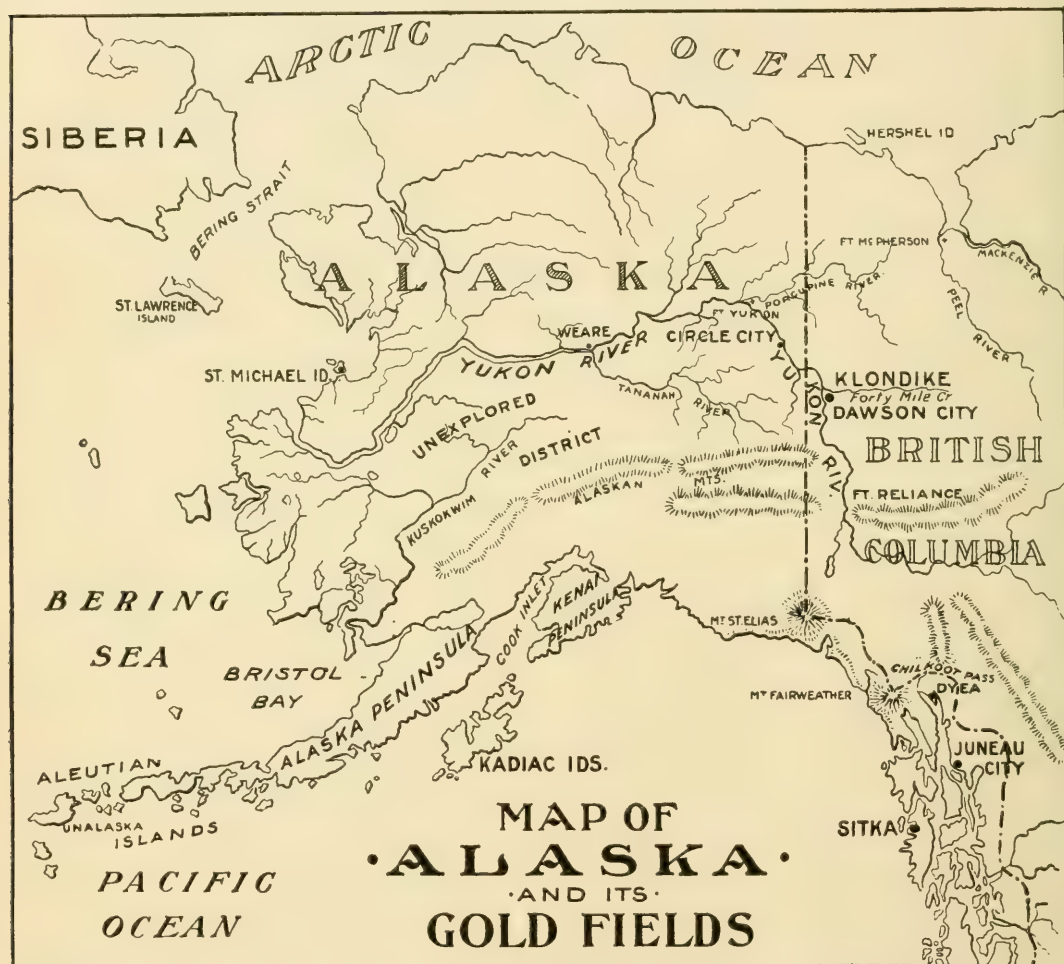 ARCTIC OCEAN
SIBERIA
HERSHEL ID
BERING STRAIT
FT MCPHERSON
MACKENZIE R
ALASKA
PORCUPINE RIVER
ST. LAWRENCE
ISLAND
FT YUKON
PEEL RIVER
WEARE
CIRCLE CITY
YUKON RIVER
ST. MICHAEL ID.
TANANAH RIVER
YUKON RIV.
KLONDIKE
Forty Mile Cr
DAWSON CITY
UNEXPLORED DISTRICT
BRITISH
KUSKOKWIM RIVER
ALASKAN MTS.
FT. RELIANCE
COLUMBIA
BERING
SEA
COOK INLET
KENAI
PENINSULA
MT ST. ELIAS
CHILKOOT PASS
BRISTOL
BAY
ALASKA PENINSULA
MT FAIRWEATHER
DYEA
JUNEAU
CITY
KADIAC IDS.
ALEUTIAN
UNALASKA
ISLANDS
SITKA
PACIFIC
OCEAN
MAP OF
·ALASKA·
·AND ITS·
GOLD FIELDS